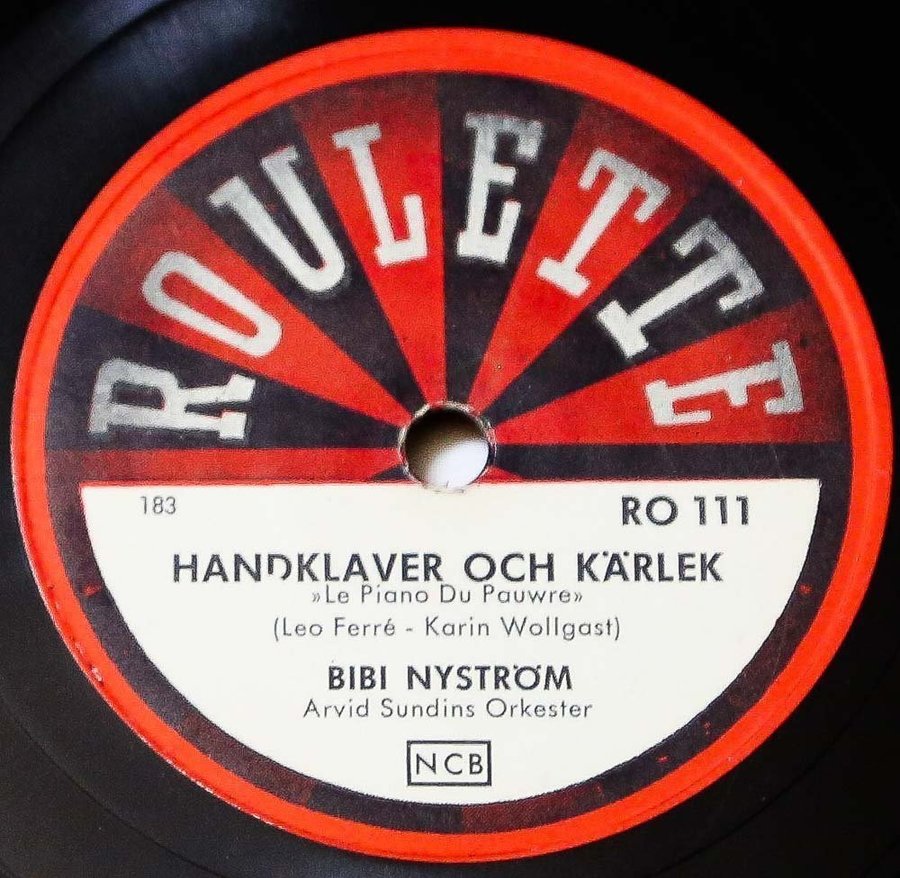 ROULETTE
183 RO 111
HANDKLAVER OCH KÄRLEK
»Le Piano Du Pauwre»
(Leo Ferré - Karin Wollgast)
BIBI NYSTRÖM
Arvid Sundins Orkester
NCB